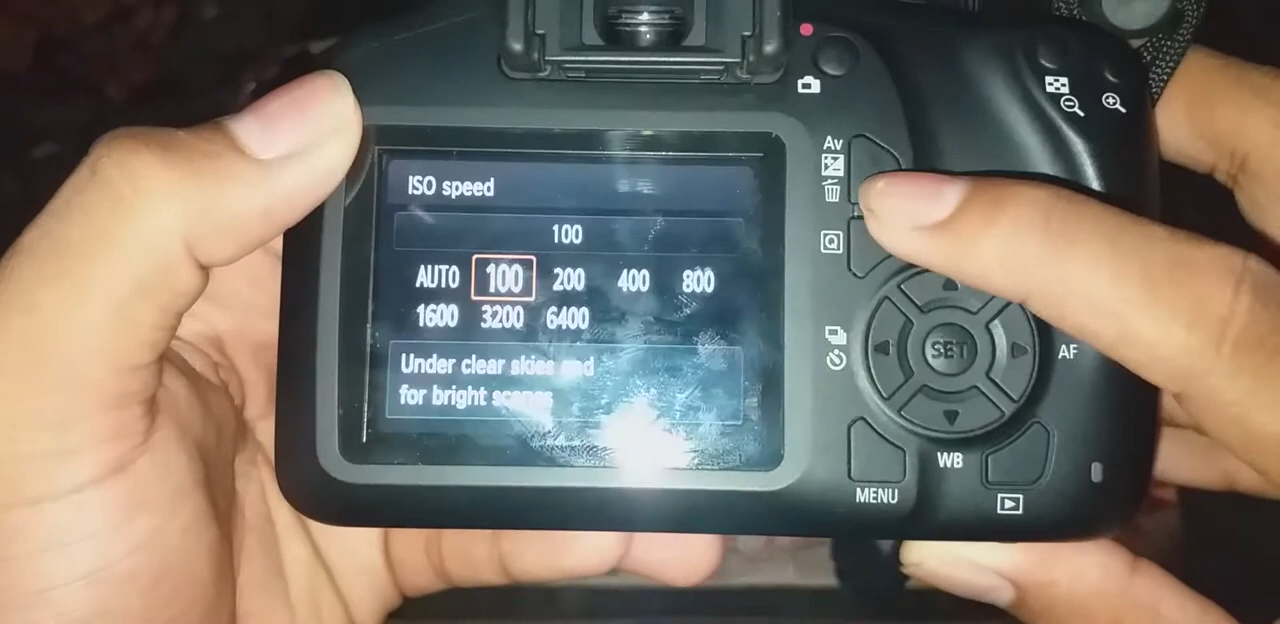 ISO speed
100
AUTO 100 200 400 800
1600 3200 6400
Under clear skies and
for bright scenes
Av
Q
SET
AF
WB
MENU